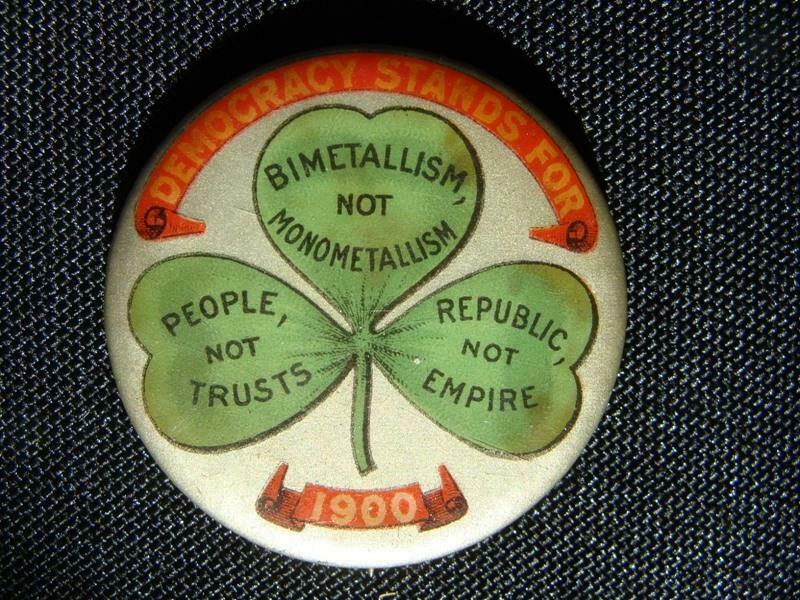 DEMOCRACY STANDS FOR
BIMETALLISM,
NOT
MONOMETALLISM
PEOPLE,
NOT
TRUSTS
REPUBLIC,
NOT
EMPIRE
1900